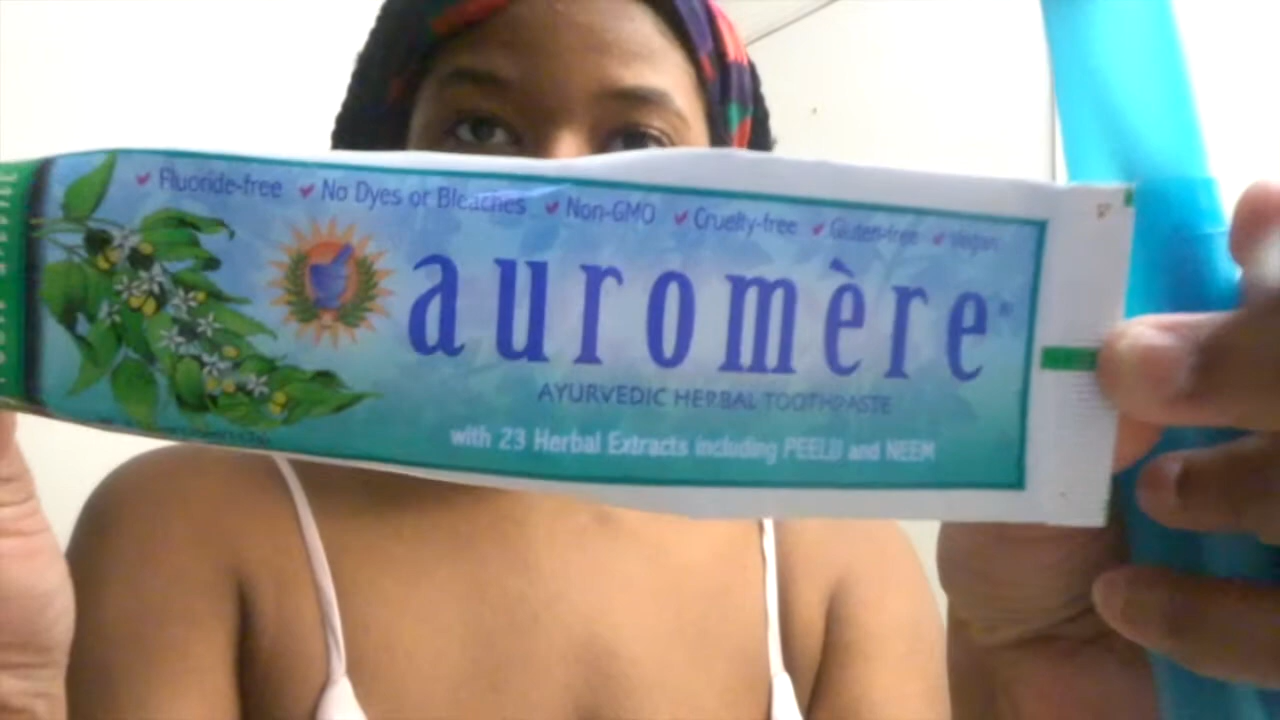 ✓ Fluoride-free ✓ No Dyes or Bleaches ✓ Non-GMO ✓ Cruelty-free ✓ Gluten-free ✓ Vegan
auromère®
AYURVEDIC HERBAL TOOTHPASTE
with 23 Herbal Extracts including PEELU and NEEM